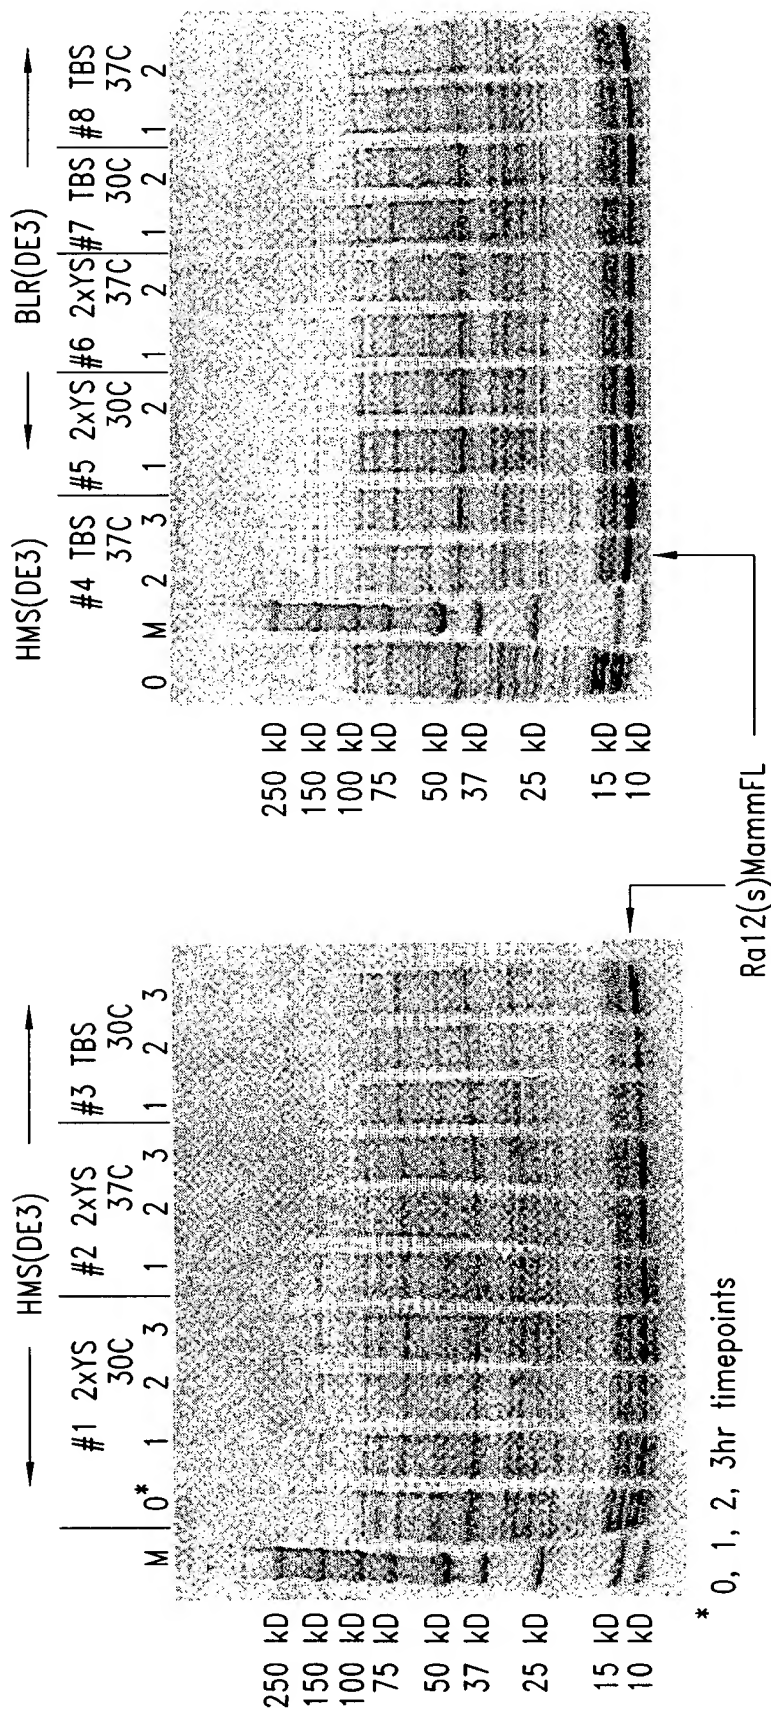 HMS(DE3)
#1 2xYS #2 2xYS #3 TBS
30C 37C 30C
M 0* 1 2 3 1 2 3 1 2 3
250 kD
150 kD
100 kD
75 kD
50 kD
37 kD
25 kD
15 kD
10 kD
* 0, 1, 2, 3hr timepoints
HMS(DE3) BLR(DE3)
#4 TBS #5 2xYS #6 2xYS #7 TBS #8 TBS
37C 30C 37C 30C 37C
0 M 2 3 1 2 1 2 1 2 1 2
250 kD
150 kD
100 kD
75 kD
50 kD
37 kD
25 kD
15 kD
10 kD
Ra12(s)MammFL